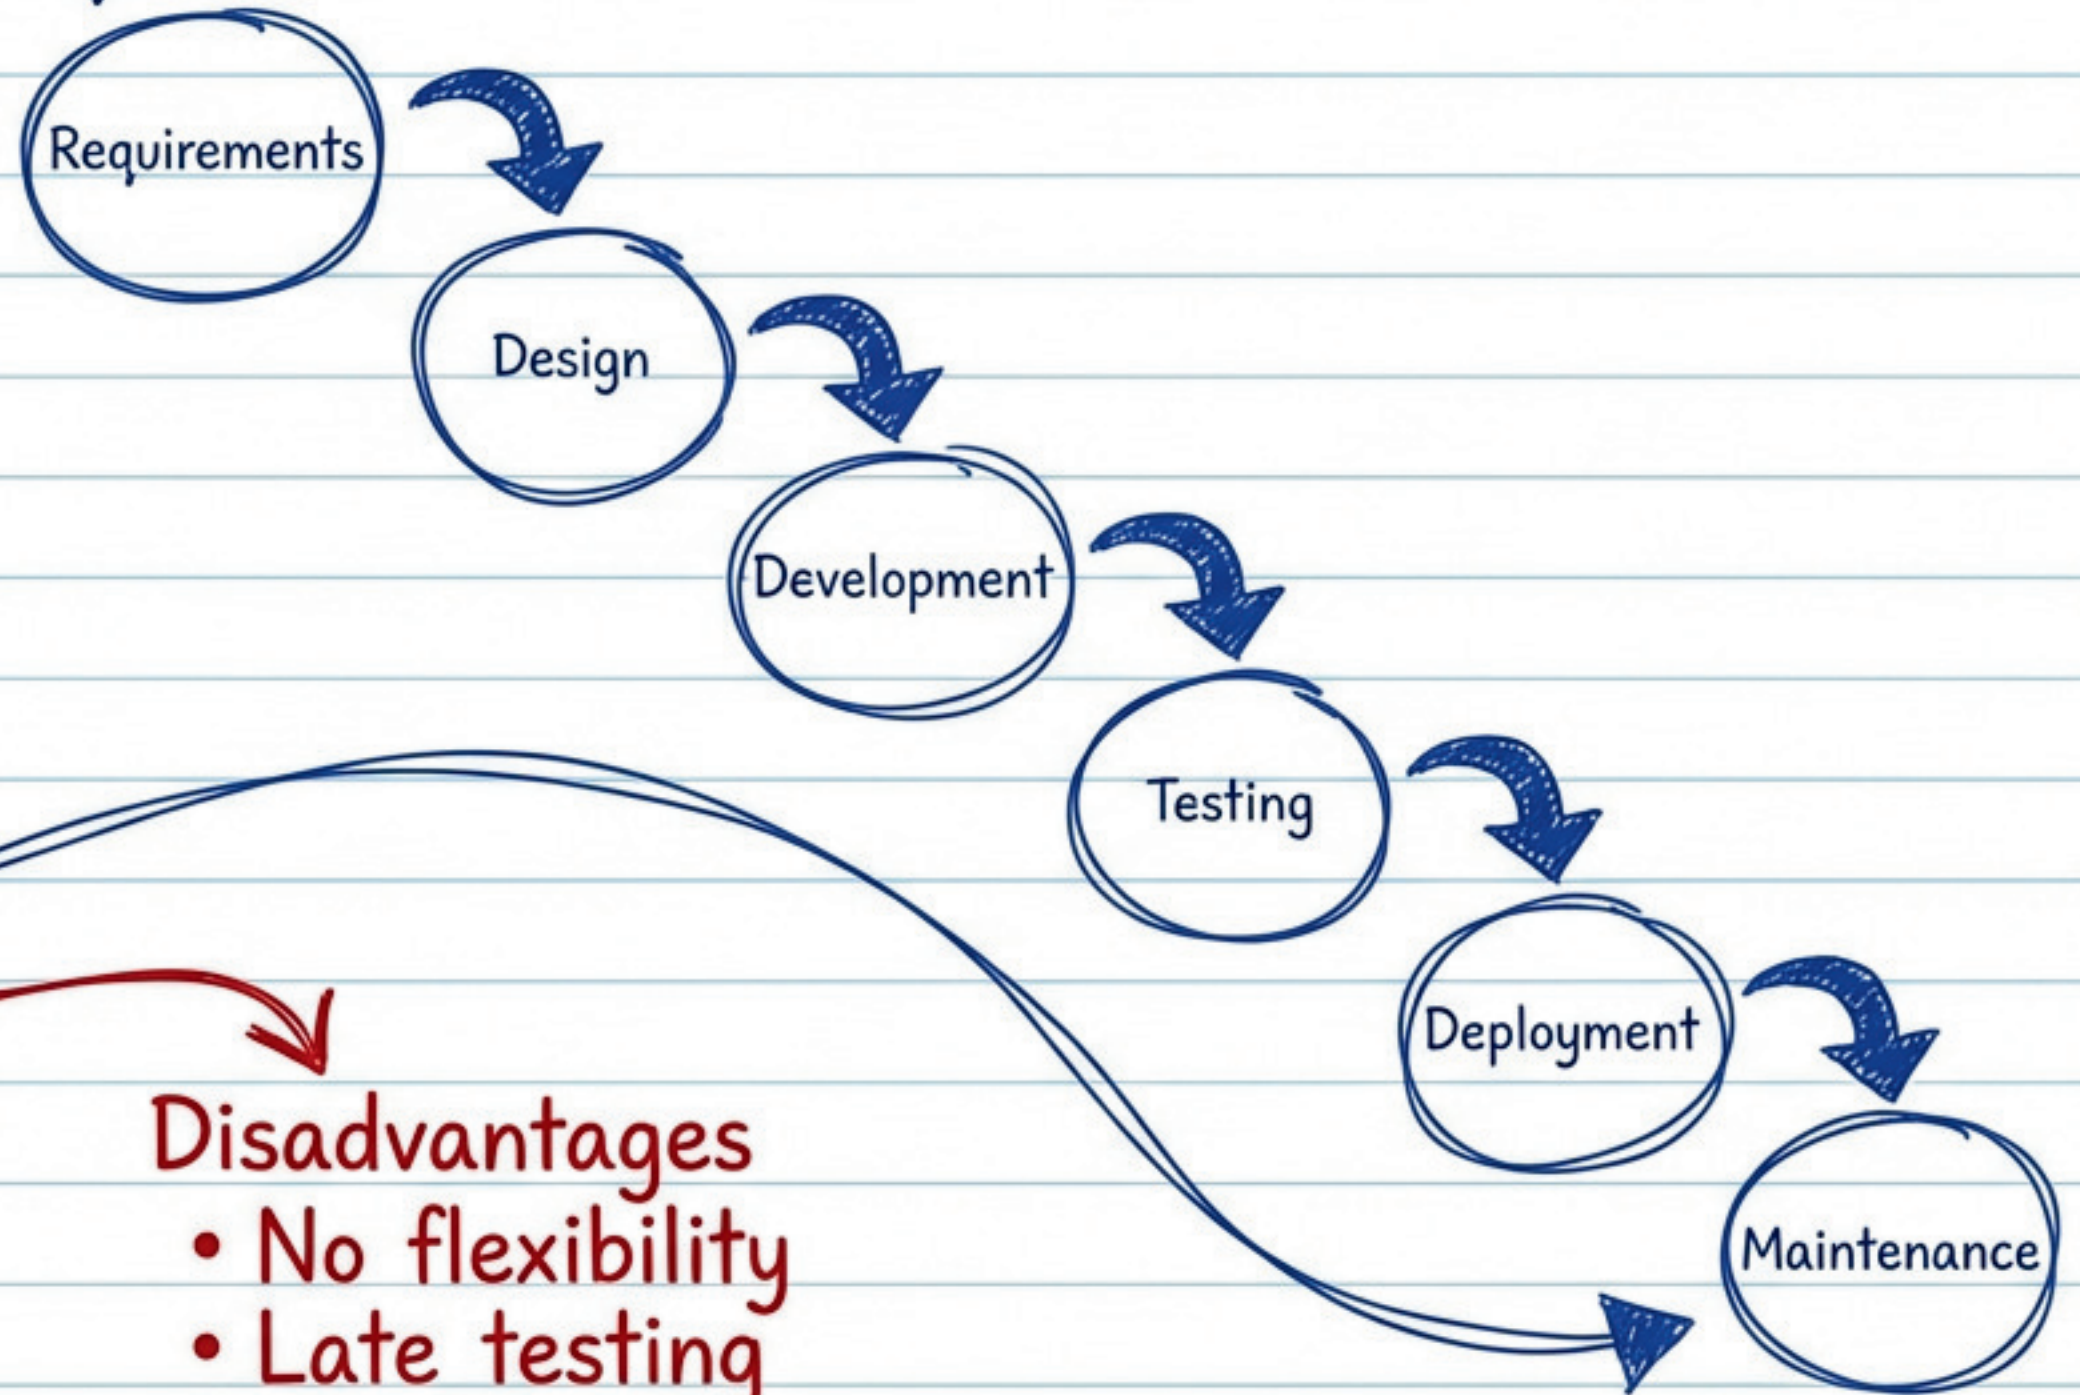 Requirements
Design
Development
Testing
Deployment
Maintenance
Disadvantages
• No flexibility
• Late testing